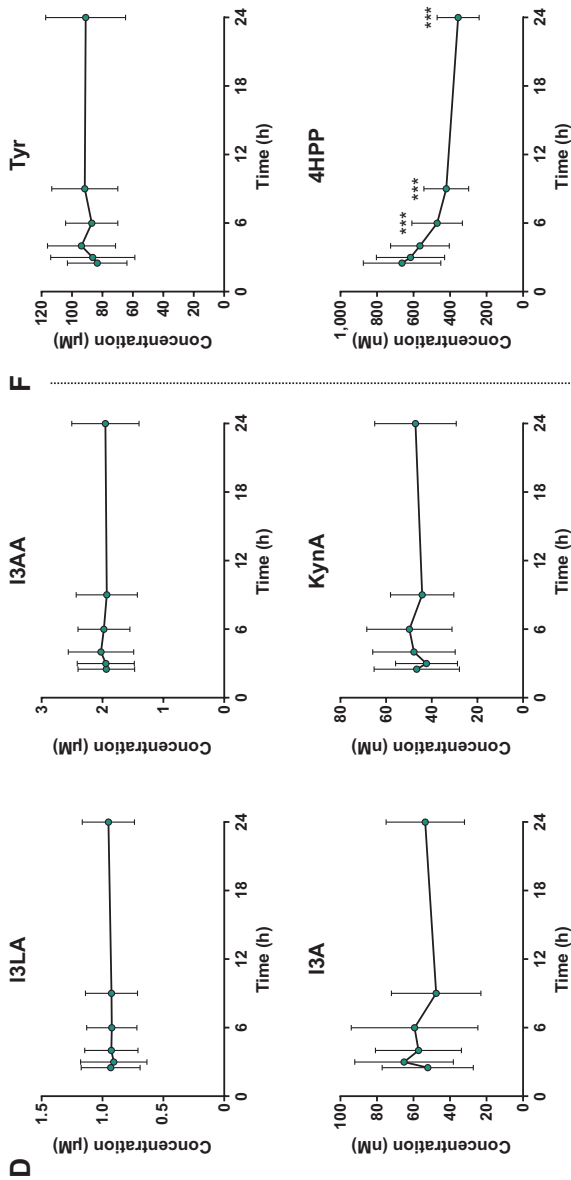 D
I3LA
Concentration (µM)
1.5
1.0
0.5
0
0 6 12 18 24
Time (h)
I3AA
Concentration (µM)
3
2
1
0
0 6 12 18 24
Time (h)
F
Tyr
Concentration (µM)
120
100
80
60
40
20
0
0 6 12 18 24
Time (h)
I3A
Concentration (nM)
100
80
60
40
20
0
0 6 12 18 24
Time (h)
KynA
Concentration (nM)
80
60
40
20
0
0 6 12 18 24
Time (h)
4HPP
Concentration (nM)
1,000
800
600
400
200
0
*** *** ***
0 6 12 18 24
Time (h)